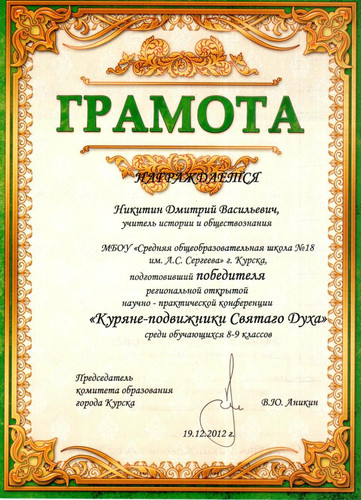 ГРАМОТА
НАГРАЖДАЕТСЯ
Никитин Дмитрий Васильевич,
учитель истории и обществознания
МБОУ «Средняя общеобразовательная школа №18
им. А.С. Сергеева» г. Курска,
подготовивший победителя
региональной открытой
научно - практической конференции
«Куряне-подвижники Святаго Духа»
среди обучающихся 8-9 классов
Председатель
комитета образования
города Курска В.Ю. Аникин
19.12.2012 г.